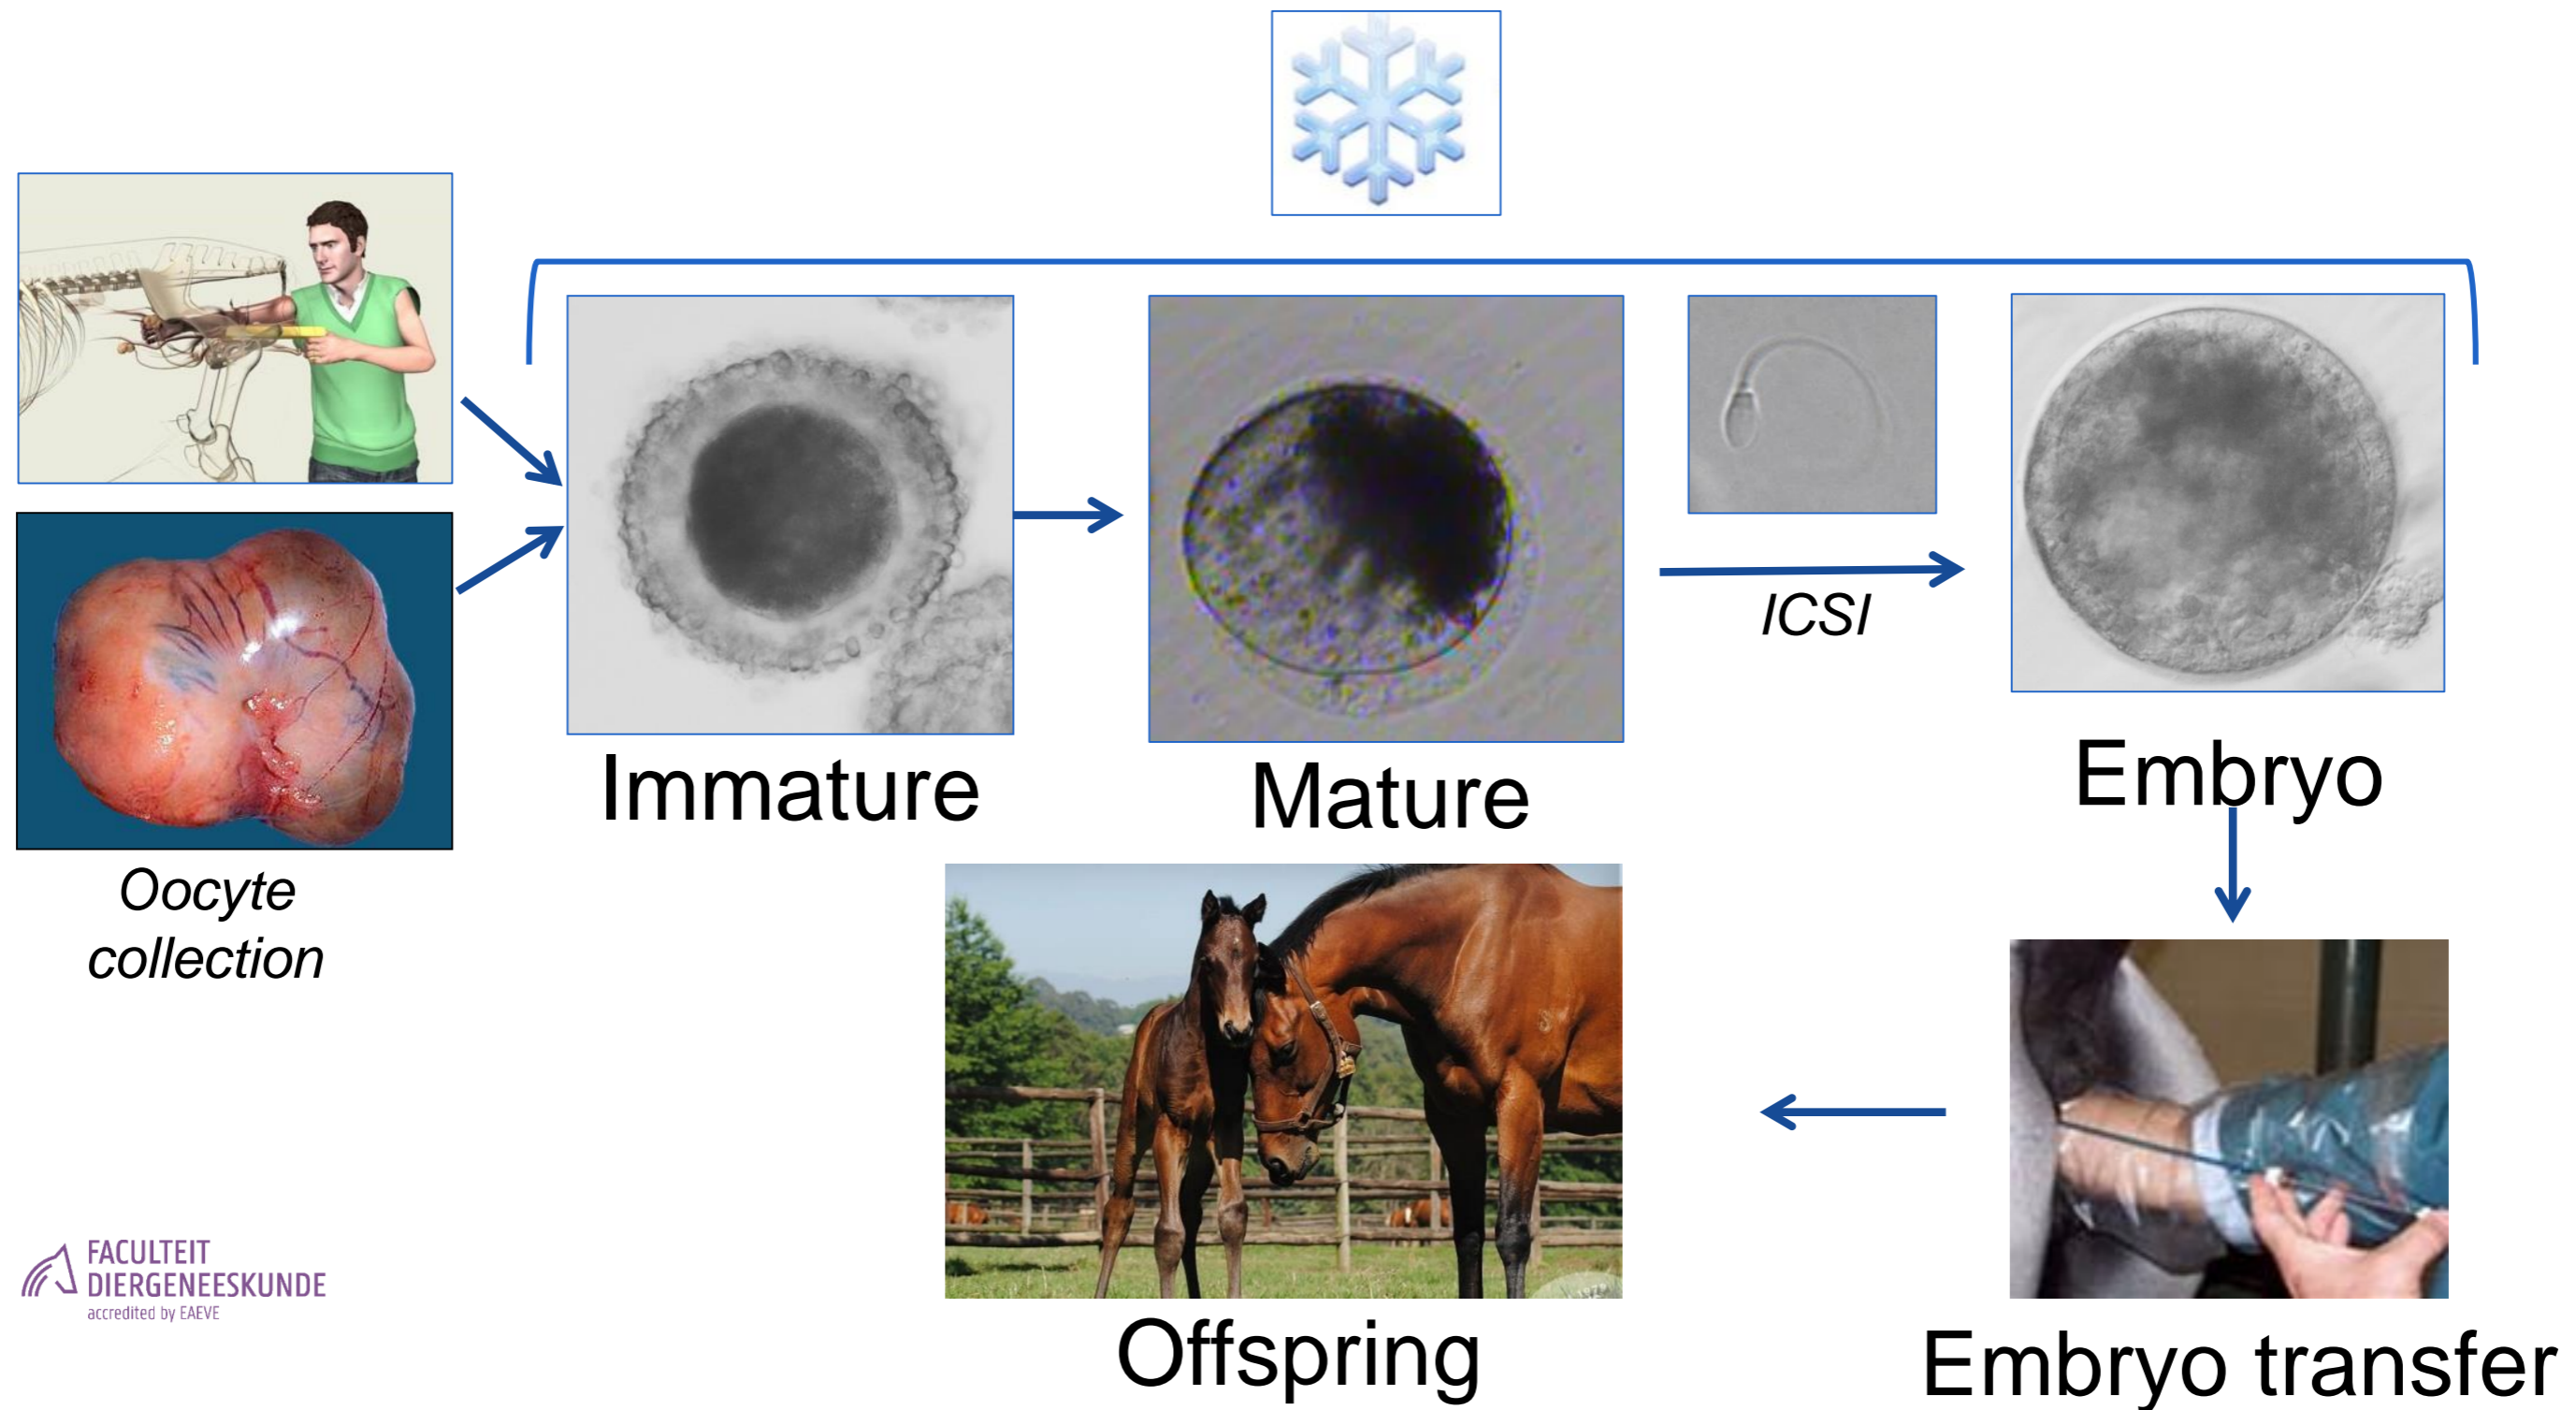 Oocyte
collection
Immature
Mature
ICSI
Embryo
Embryo transfer
Offspring
FACULTEIT
DIERGENEESKUNDE
accredited by EAEVE